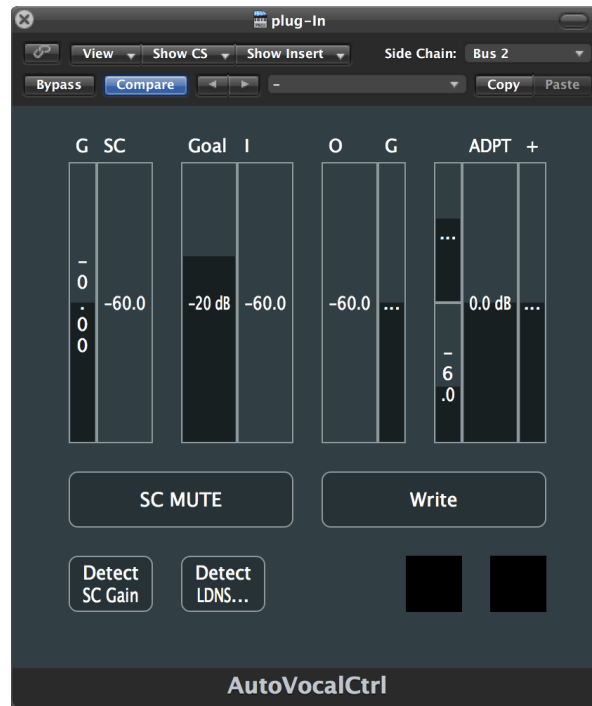 plug-In
View Show CS Show Insert Side Chain: Bus 2
Bypass Compare - Copy Paste
G SC Goal I O G ADPT +
-0.00 -60.0 -20 dB -60.0 -60.0 ... ... -6.0 0.0 dB ...
SC MUTE Write
Detect Detect
SC Gain LDNS...
AutoVocalCtrl